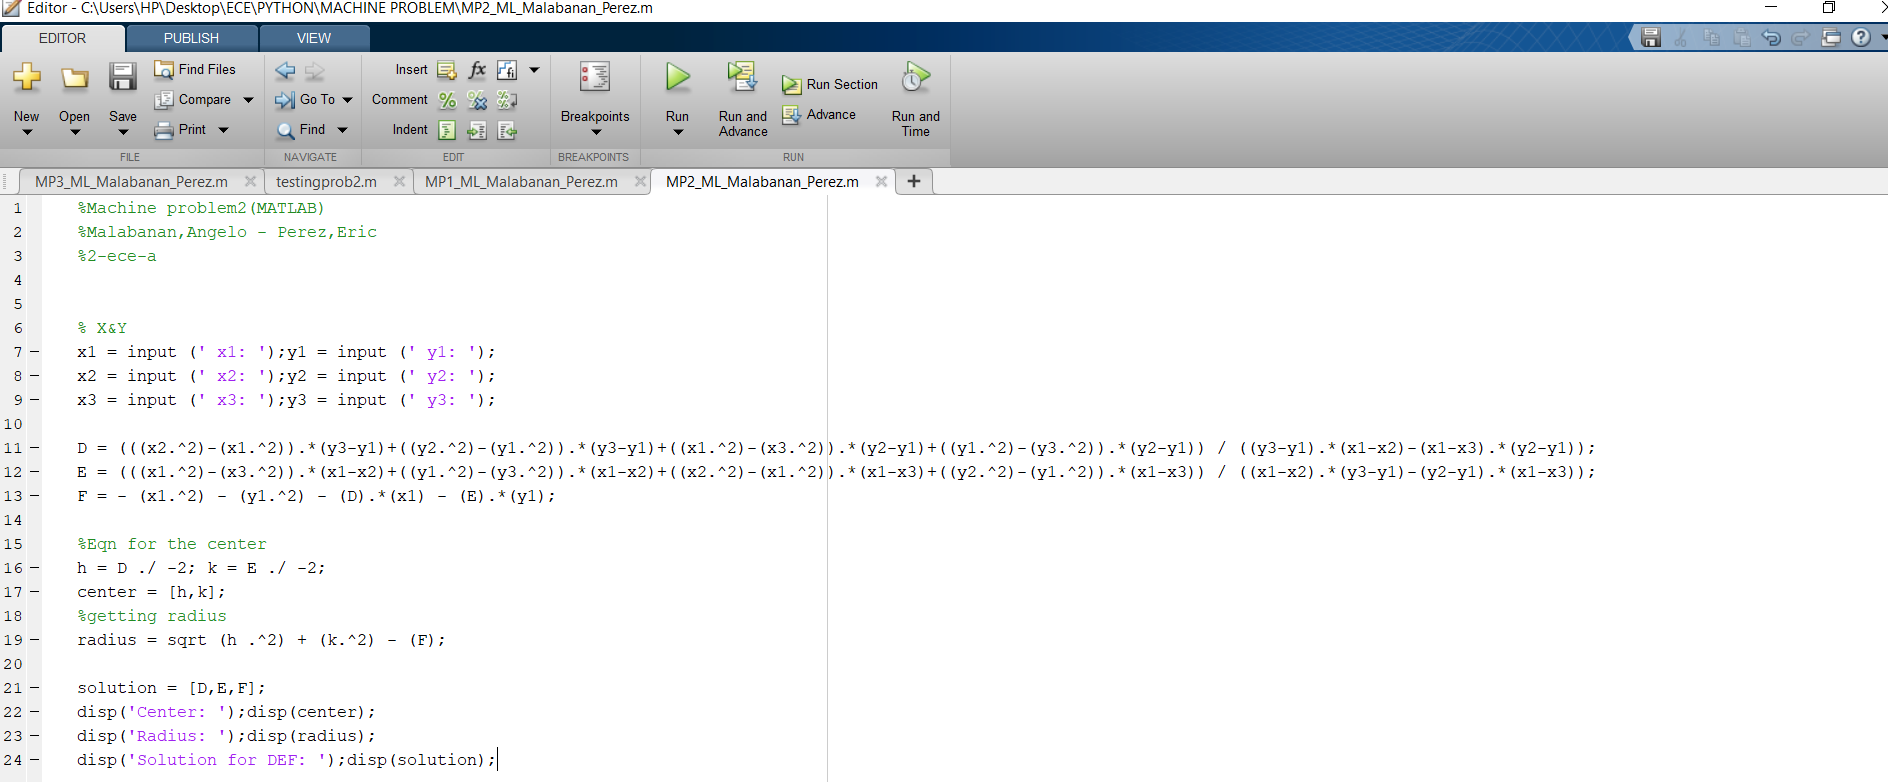 Editor - C:\Users\HP\Desktop\ECE\PYTHON\MACHINE PROBLEM\MP2_ML_Malabanan_Perez.m
EDITOR PUBLISH VIEW
New
Open
Save
Find Files
Compare
Print
FILE
Go To
Find
NAVIGATE
Insert
Comment
Indent
EDIT
Breakpoints
BREAKPOINTS
Run
Run and Advance
Run Section
Advance
Run and Time
RUN
MP3_ML_Malabanan_Perez.m testingprob2.m MP1_ML_Malabanan_Perez.m MP2_ML_Malabanan_Perez.m
1 %Machine problem2(MATLAB)
2 %Malabanan,Angelo - Perez,Eric
3 %2-ece-a
4
5
6 % X&Y
7 x1 = input (' x1: ');y1 = input (' y1: ');
8 x2 = input (' x2: ');y2 = input (' y2: ');
9 x3 = input (' x3: ');y3 = input (' y3: ');
10
11 D = (((x2.^2)-(x1.^2)).*(y3-y1)+((y2.^2)-(y1.^2)).*(y3-y1)+((x1.^2)-(x3.^2)).*(y2-y1)+((y1.^2)-(y3.^2)).*(y2-y1)) / ((y3-y1).*(x1-x2)-(x1-x3).*(y2-y1));
12 E = (((x1.^2)-(x3.^2)).*(x1-x2)+((y1.^2)-(y3.^2)).*(x1-x2)+((x2.^2)-(x1.^2)).*(x1-x3)+((y2.^2)-(y1.^2)).*(x1-x3)) / ((x1-x2).*(y3-y1)-(y2-y1).*(x1-x3));
13 F = - (x1.^2) - (y1.^2) - (D).*(x1) - (E).*(y1);
14
15 %Eqn for the center
16 h = D ./ -2; k = E ./ -2;
17 center = [h,k];
18 %getting radius
19 radius = sqrt (h .^2) + (k.^2) - (F);
20
21 solution = [D,E,F];
22 disp('Center: ');disp(center);
23 disp('Radius: ');disp(radius);
24 disp('Solution for DEF: ');disp(solution);